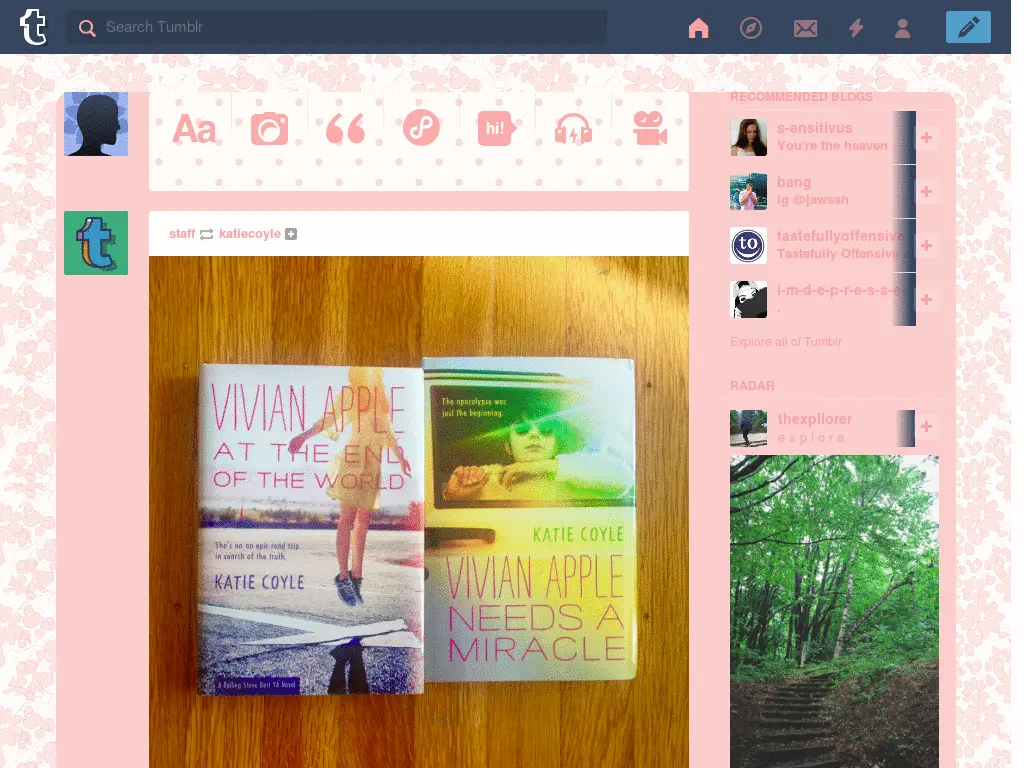 Search Tumblr
Aa
hi!
staff katiecoyle
VIVIAN APPLE
AT THE END
OF THE WORLD
She's on an epic road trip
in search of the truth.
KATIE COYLE
A Rolling Stone Best YA Novel
The apocalypse was
just the beginning.
KATIE COYLE
VIVIAN APPLE
NEEDS A
MIRACLE
RECOMMENDED BLOGS
s-ensitivus
You're the heaven
bang
Ig @jawssh
tastefullyoffensive
Tastefully Offensive
to
i-m-d-e-p-r-e-s-s-e
.
Explore all of Tumblr
RADAR
thexpliorer
e x p l o r e